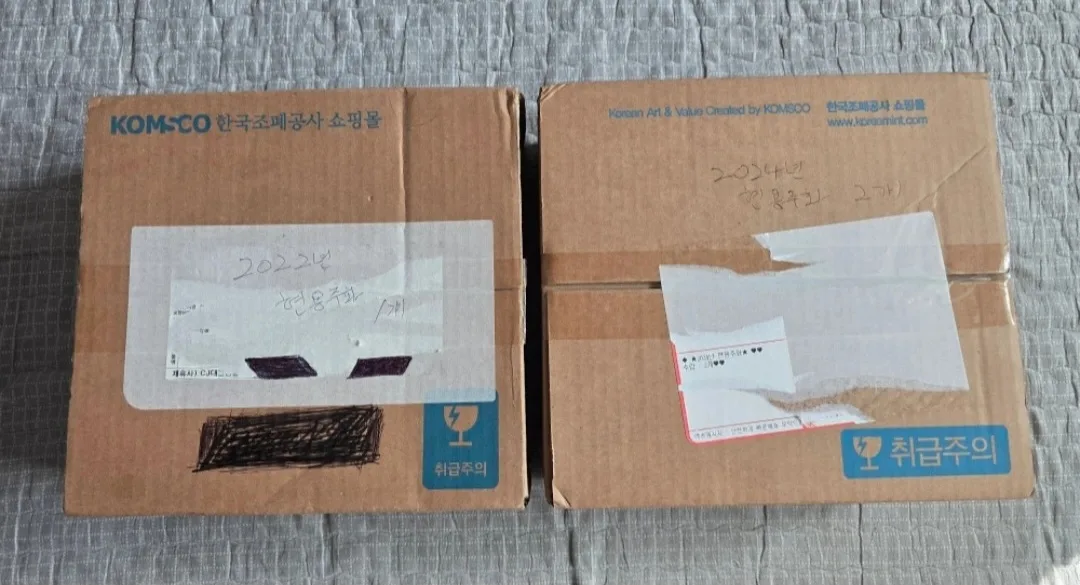 KOMSCO 한국조폐공사 쇼핑몰
2022년
현용주화 1개
취급주의
Korean Art & Value Created by KOMSCO 한국조폐공사 쇼핑몰
www.koreamint.com
2024년
현용주화 2개
수량
취급주의